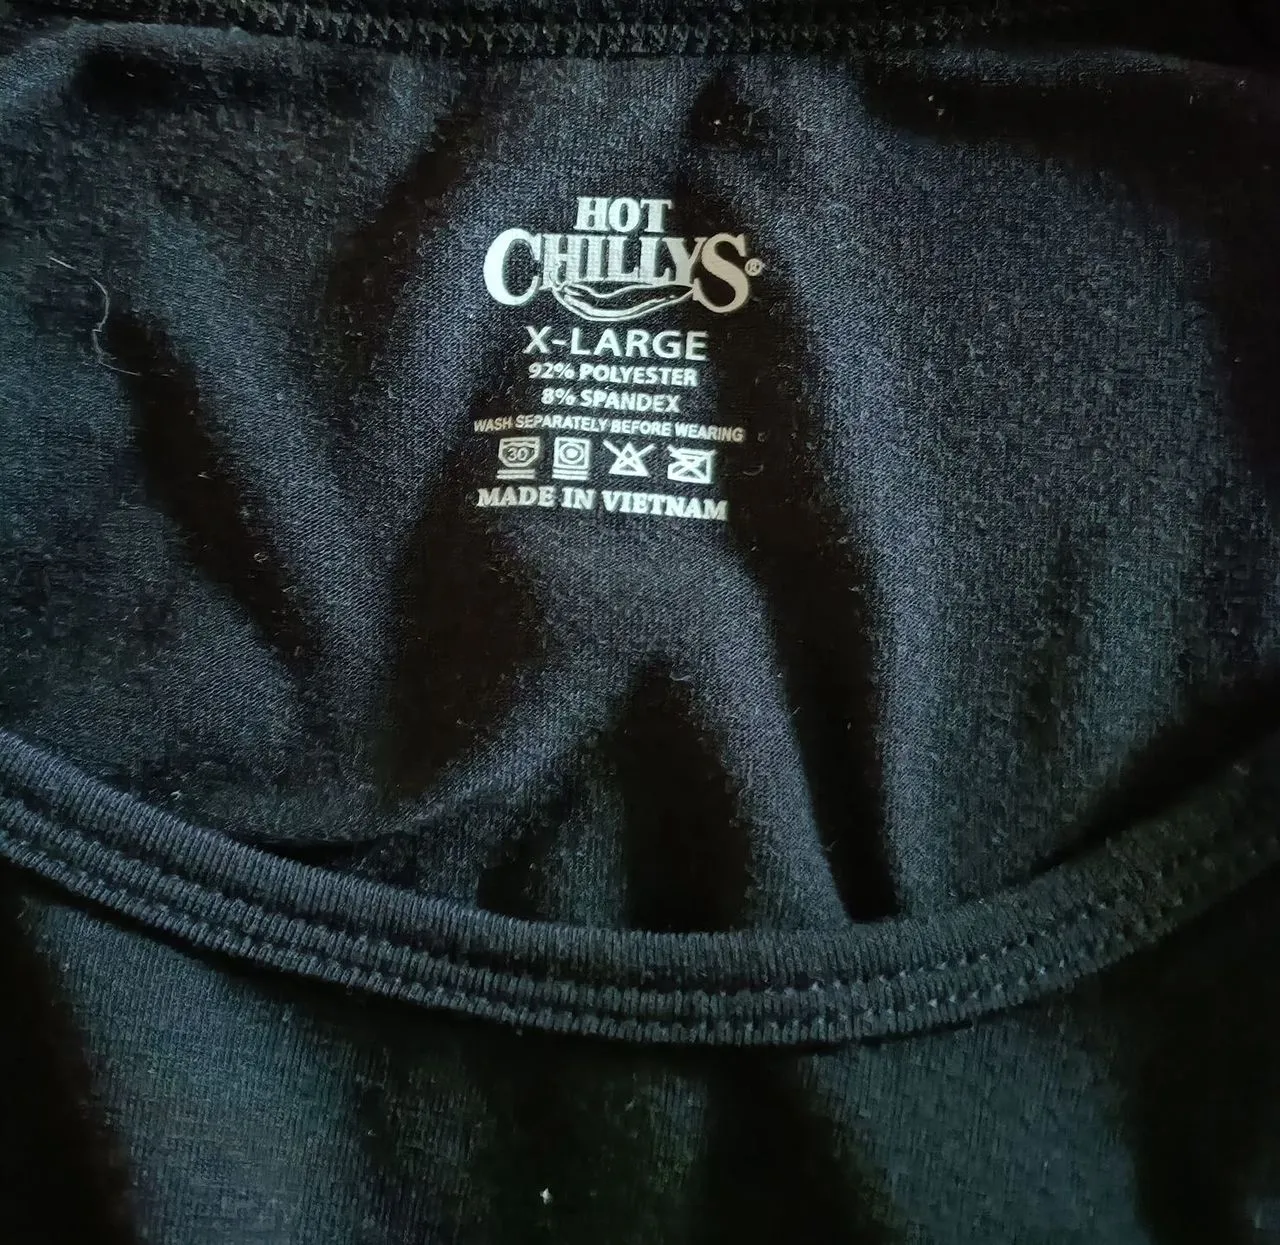 HOT
CHILLYS®
X-LARGE
92% POLYESTER
8% SPANDEX
WASH SEPARATELY BEFORE WEARING
30
MADE IN VIETNAM